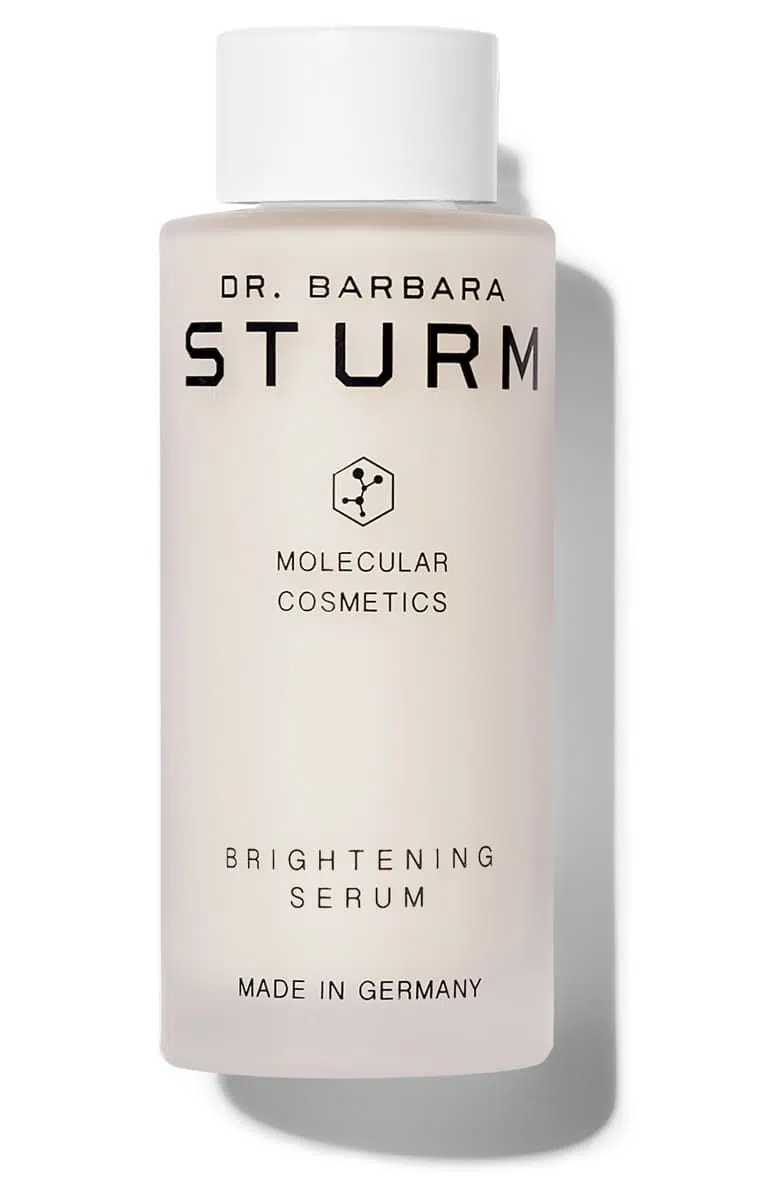 DR. BARBARA
STURM
MOLECULAR
COSMETICS
BRIGHTENING
SERUM
MADE IN GERMANY